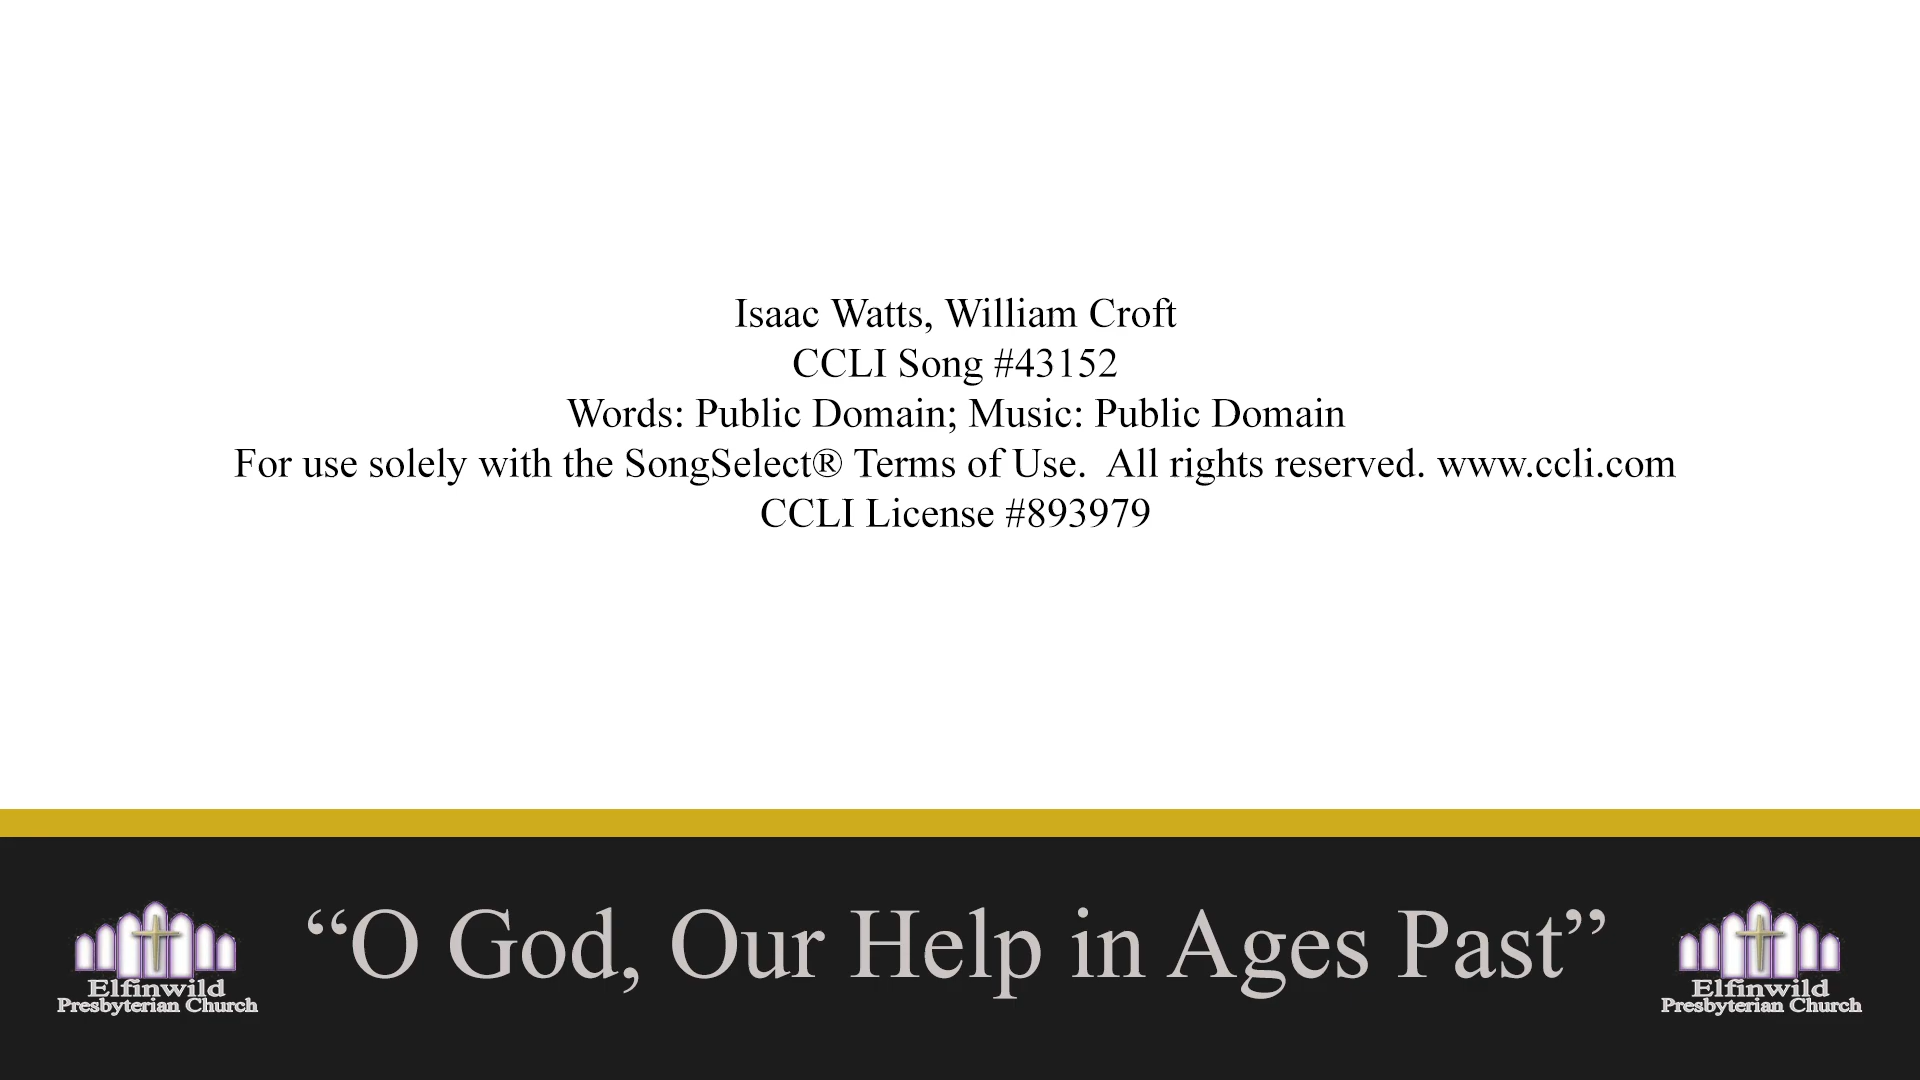 Isaac Watts, William Croft
CCLI Song #43152
Words: Public Domain; Music: Public Domain
For use solely with the SongSelect® Terms of Use.  All rights reserved. www.ccli.com
CCLI License #893979
“O God, Our Help in Ages Past”
Elfinwild
Presbyterian Church
Elfinwild
Presbyterian Church